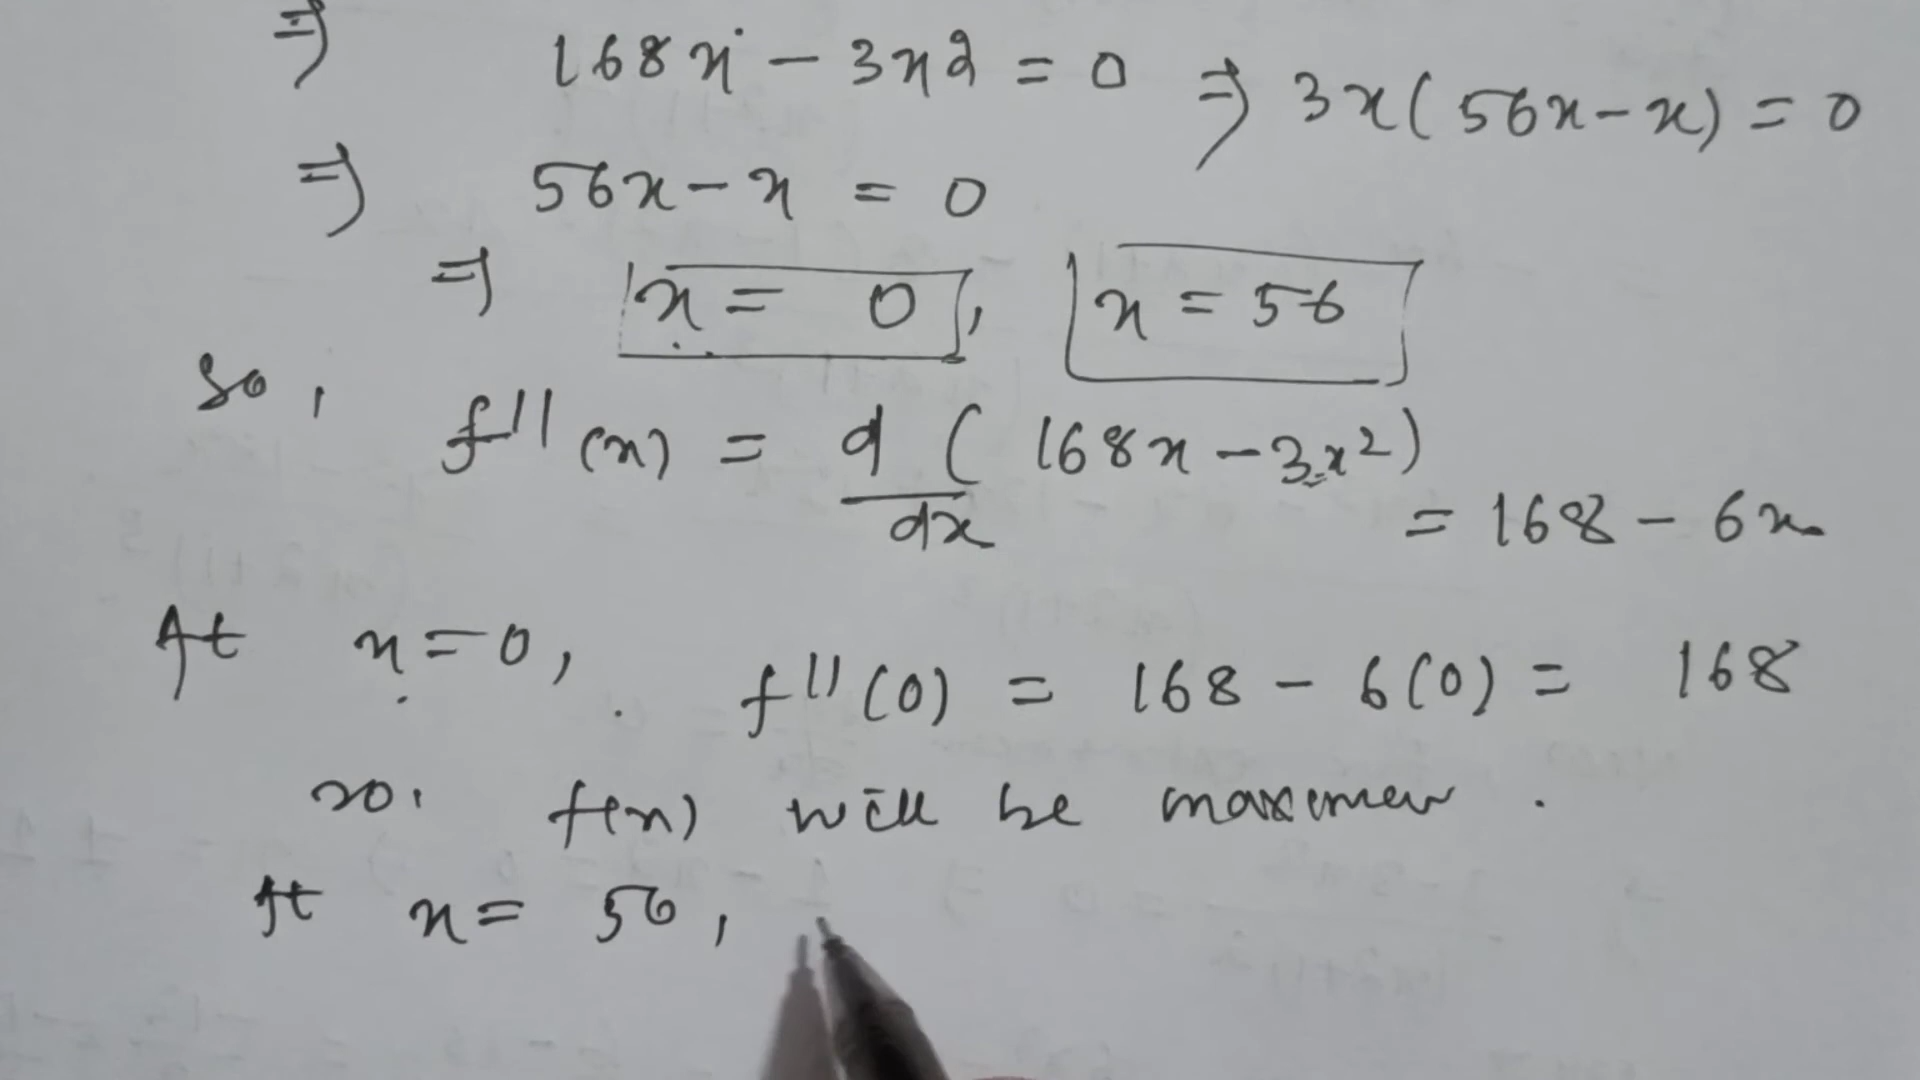 ⇒ 168x - 3x2 = 0 ⇒ 3x(56x-x) = 0
⇒ 56x-x = 0
⇒ x = 0, x = 56
So, f''(x) = d/dx (168x - 3x²)
= 168 - 6x
At x=0, f''(0) = 168 - 6(0) = 168
so, f(x) will be
At x= 56,